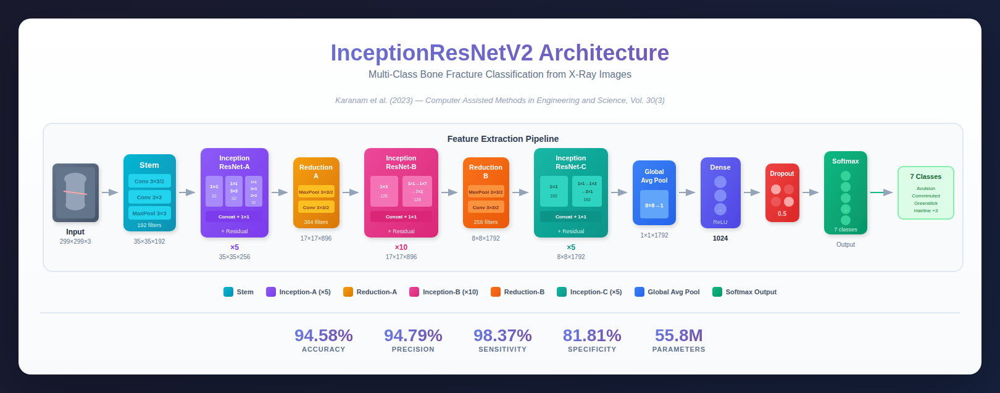 InceptionResNetV2 Architecture
Multi-Class Bone Fracture Classification from X-Ray Images
Karanam et al. (2023) — Computer Assisted Methods in Engineering and Science, Vol. 30(3)
Feature Extraction Pipeline
Input
299×299×3
Stem
Conv 3×3/2
Conv 3×3
MaxPool 3×3
192 filters
35×35×192
Inception
ResNet-A
1×1
32
1×1
3×3
32
1×1
3×3
3×3
32
Concat + 1×1
+ Residual
×5
35×35×256
Reduction
A
MaxPool 3×3/2
Conv 3×3/2
384 filters
17×17×896
Inception
ResNet-B
1×1
128
1×1→1×7
→7×1
128
Concat + 1×1
+ Residual
×10
17×17×896
Reduction
B
MaxPool 3×3/2
Conv 3×3/2
256 filters
8×8×1792
Inception
ResNet-C
1×1
192
1×1→1×3
→3×1
192
Concat + 1×1
+ Residual
×5
8×8×1792
Global
Avg Pool
8×8→1
1×1×1792
Dense
...
ReLU
1024
Dropout
0.5
Softmax
...
7 classes
Output
7 Classes
Avulsion
Comminuted
Greenstick
Hairline +3
Stem
Inception-A (×5)
Reduction-A
Inception-B (×10)
Reduction-B
Inception-C (×5)
Global Avg Pool
Softmax Output
94.58%
ACCURACY
94.79%
PRECISION
98.37%
SENSITIVITY
81.81%
SPECIFICITY
55.8M
PARAMETERS